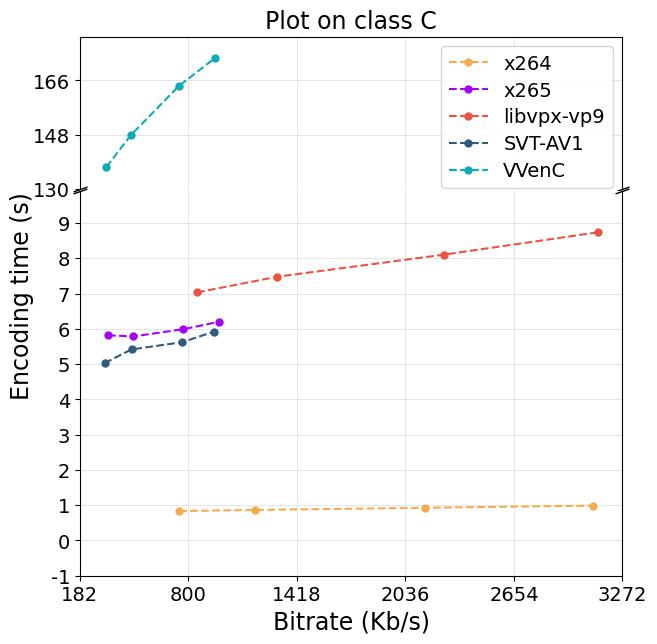 Plot on class C
x264
x265
libvpx-vp9
SVT-AV1
VVenC
166
148
130
9
8
7
6
5
4
3
2
1
0
-1
Encoding time (s)
182 800 1418 2036 2654 3272
Bitrate (Kb/s)